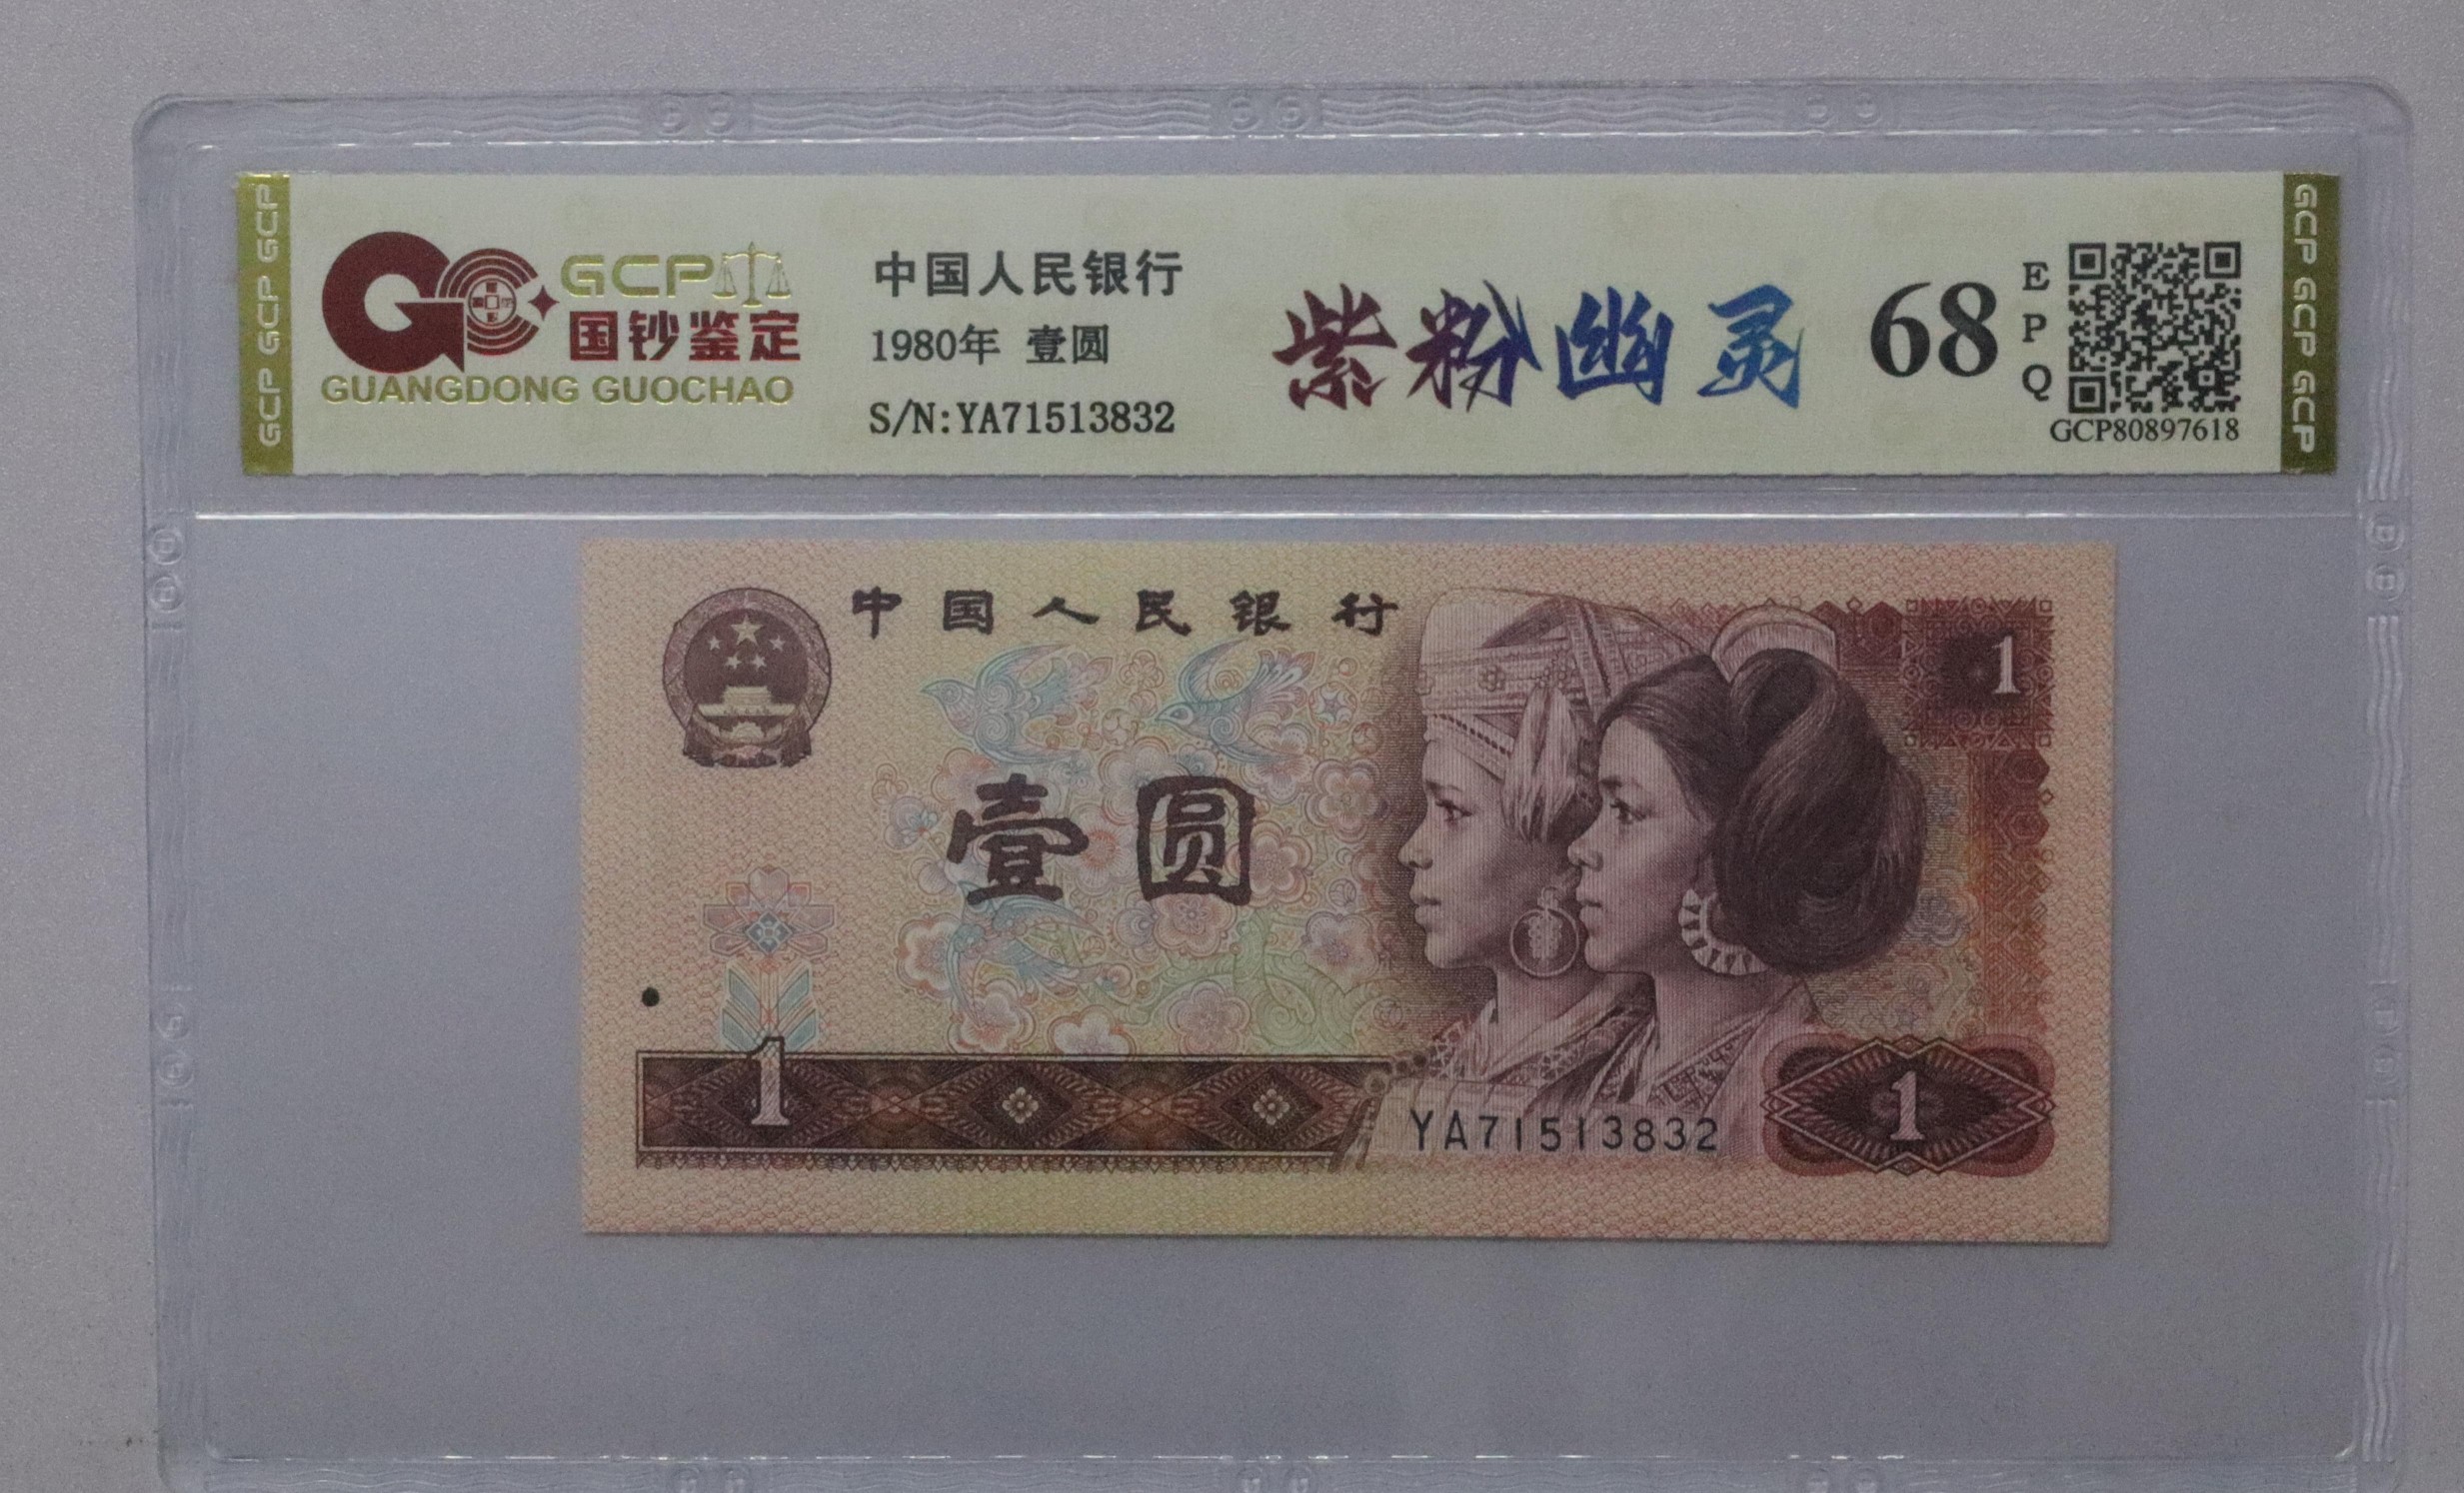 GCP GCP GCP
GCP
国钞鉴定
GUANGDONG GUOCHAO
中国人民银行
1980年 壹圆
S/N:YA71513832
紫粉幽灵
68
EPQ
GCP80897618
GCP GCP GCP
中国人民银行
1
壹圆
1
YA71513832
1